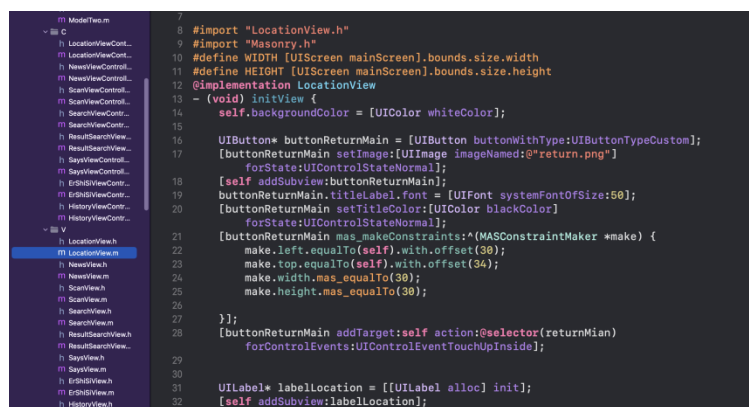 ModelTwo.m
C
h LocationViewCont...
m LocationViewCont...
h NewsViewControll...
m NewsViewControll...
h ScanViewControll...
m ScanViewControll...
h SearchViewContr...
m SearchViewContr...
h ResultSearchView...
m ResultSearchView...
h SaysViewControll...
m SaysViewControll...
h ErShiSiViewContr...
m ErShiSiViewContr...
h HistoryViewContr...
m HistoryViewContr...
V
h LocationView.h
m LocationView.m
h NewsView.h
m NewsView.m
h ScanView.h
m ScanView.m
h SearchView.h
m SearchView.m
h ResultSearchView.h
m ResultSearchView...
h SaysView.h
m SaysView.m
h ErShiSiView.h
m ErShiSiView.m
h HistoryView.h
7
8 #import "LocationView.h"
9 #import "Masonry.h"
10 #define WIDTH [UIScreen mainScreen].bounds.size.width
11 #define HEIGHT [UIScreen mainScreen].bounds.size.height
12 @implementation LocationView
13 - (void) initView {
14 self.backgroundColor = [UIColor whiteColor];
15
16 UIButton* buttonReturnMain = [UIButton buttonWithType:UIButtonTypeCustom];
17 [buttonReturnMain setImage:[UIImage imageNamed:@"return.png"]
forState:UIControlStateNormal];
18 [self addSubview:buttonReturnMain];
19 buttonReturnMain.titleLabel.font = [UIFont systemFontOfSize:50];
20 [buttonReturnMain setTitleColor:[UIColor blackColor]
forState:UIControlStateNormal];
21 [buttonReturnMain mas_makeConstraints:^(MASConstraintMaker *make) {
22 make.left.equalTo(self).with.offset(30);
23 make.top.equalTo(self).with.offset(34);
24 make.width.mas_equalTo(30);
25 make.height.mas_equalTo(30);
26
27 }];
28 [buttonReturnMain addTarget:self action:@selector(returnMian)
forControlEvents:UIControlEventTouchUpInside];
29
30
31 UILabel* labelLocation = [[UILabel alloc] init];
32 [self addSubview:labelLocation];